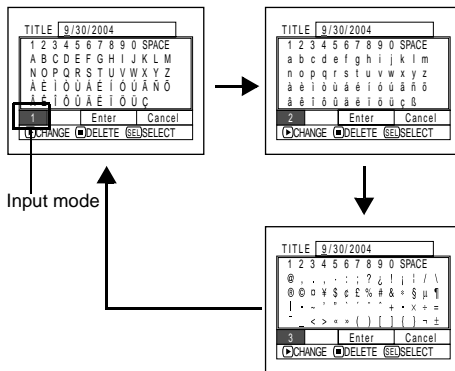 TITLE 9/30/2004
1 2 3 4 5 6 7 8 9 0 SPACE
A B C D E F G H I J K L M
N O P Q R S T U V W X Y Z
1 Enter Cancel
CHANGE DELETE SEL SELECT
Input mode
TITLE 9/30/2004
1 2 3 4 5 6 7 8 9 0 SPACE
a b c d e f g h i j k l m
n o p q r s t u v w x y z
à è ì ò ù á é í ó ú ã ñ õ
â ê î ô û ä ë ï ö ü ç ß
2 Enter Cancel
CHANGE DELETE SEL SELECT
TITLE 9/30/2004
1 2 3 4 5 6 7 8 9 0 SPACE
3 Enter Cancel
CHANGE DELETE SEL SELECT